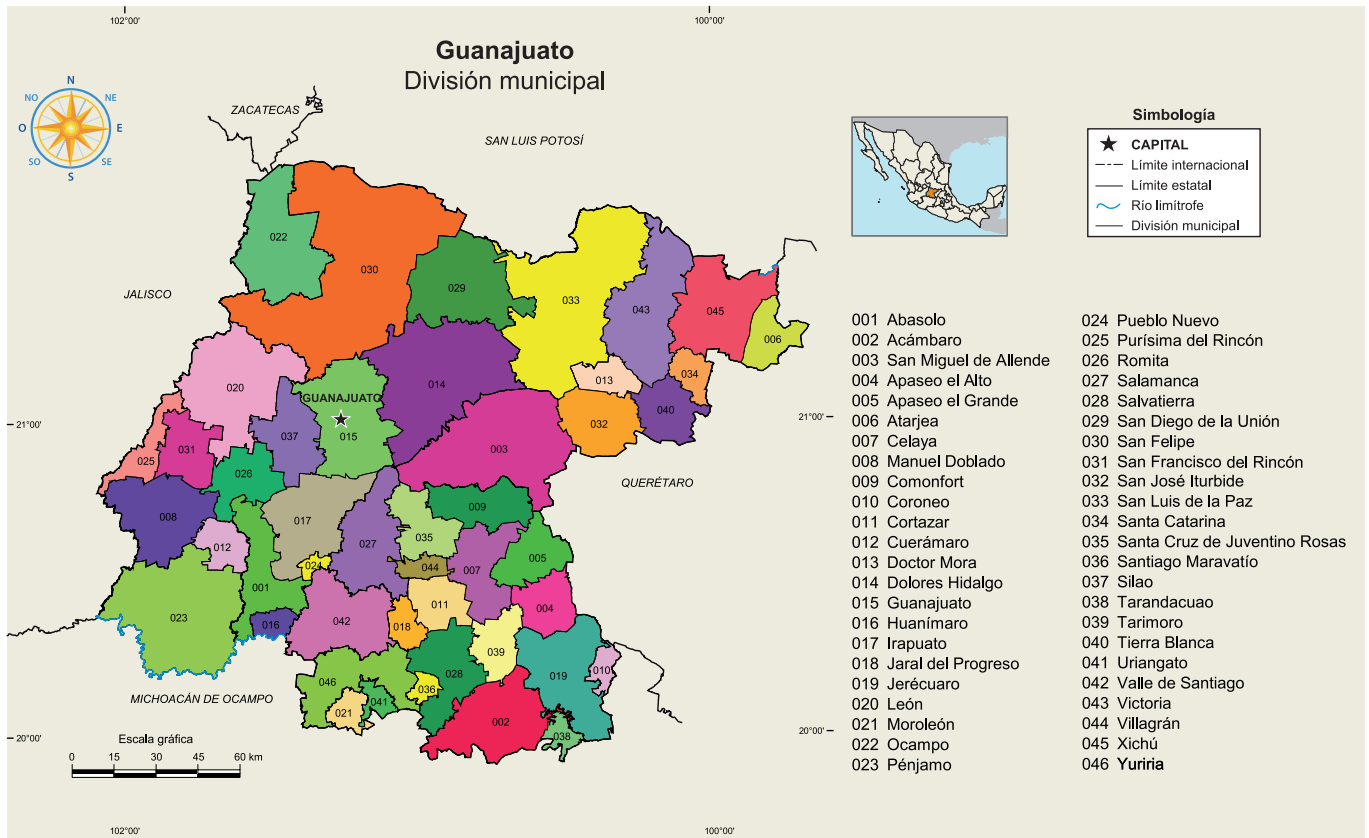 102°00'
100°00'
Guanajuato
División municipal
N
NO
NE
O
E
SO
SE
S
ZACATECAS
SAN LUIS POTOSÍ
JALISCO
QUERÉTARO
MICHOACÁN DE OCAMPO
Simbología
CAPITAL
Límite internacional
Límite estatal
Río limítrofe
División municipal
022
030
029
033
043
045
006
020
014
013
034
GUANAJUATO
015
037
032
040
031
025
003
026
008
017
009
035
027
012
005
044
007
024
001
011
004
023
016
042
018
039
028
019
010
046
036
041
021
002
038
21°00'
21°00'
20°00'
20°00'
Escala gráfica
0 15 30 45 60 km
102°00'
100°00'
001 Abasolo
002 Acámbaro
003 San Miguel de Allende
004 Apaseo el Alto
005 Apaseo el Grande
006 Atarjea
007 Celaya
008 Manuel Doblado
009 Comonfort
010 Coroneo
011 Cortazar
012 Cuerámaro
013 Doctor Mora
014 Dolores Hidalgo
015 Guanajuato
016 Huanímaro
017 Irapuato
018 Jaral del Progreso
019 Jerécuaro
020 León
021 Moroleón
022 Ocampo
023 Pénjamo
024 Pueblo Nuevo
025 Purísima del Rincón
026 Romita
027 Salamanca
028 Salvatierra
029 San Diego de la Unión
030 San Felipe
031 San Francisco del Rincón
032 San José Iturbide
033 San Luis de la Paz
034 Santa Catarina
035 Santa Cruz de Juventino Rosas
036 Santiago Maravatío
037 Silao
038 Tarandacuao
039 Tarimoro
040 Tierra Blanca
041 Uriangato
042 Valle de Santiago
043 Victoria
044 Villagrán
045 Xichú
046 Yuriria